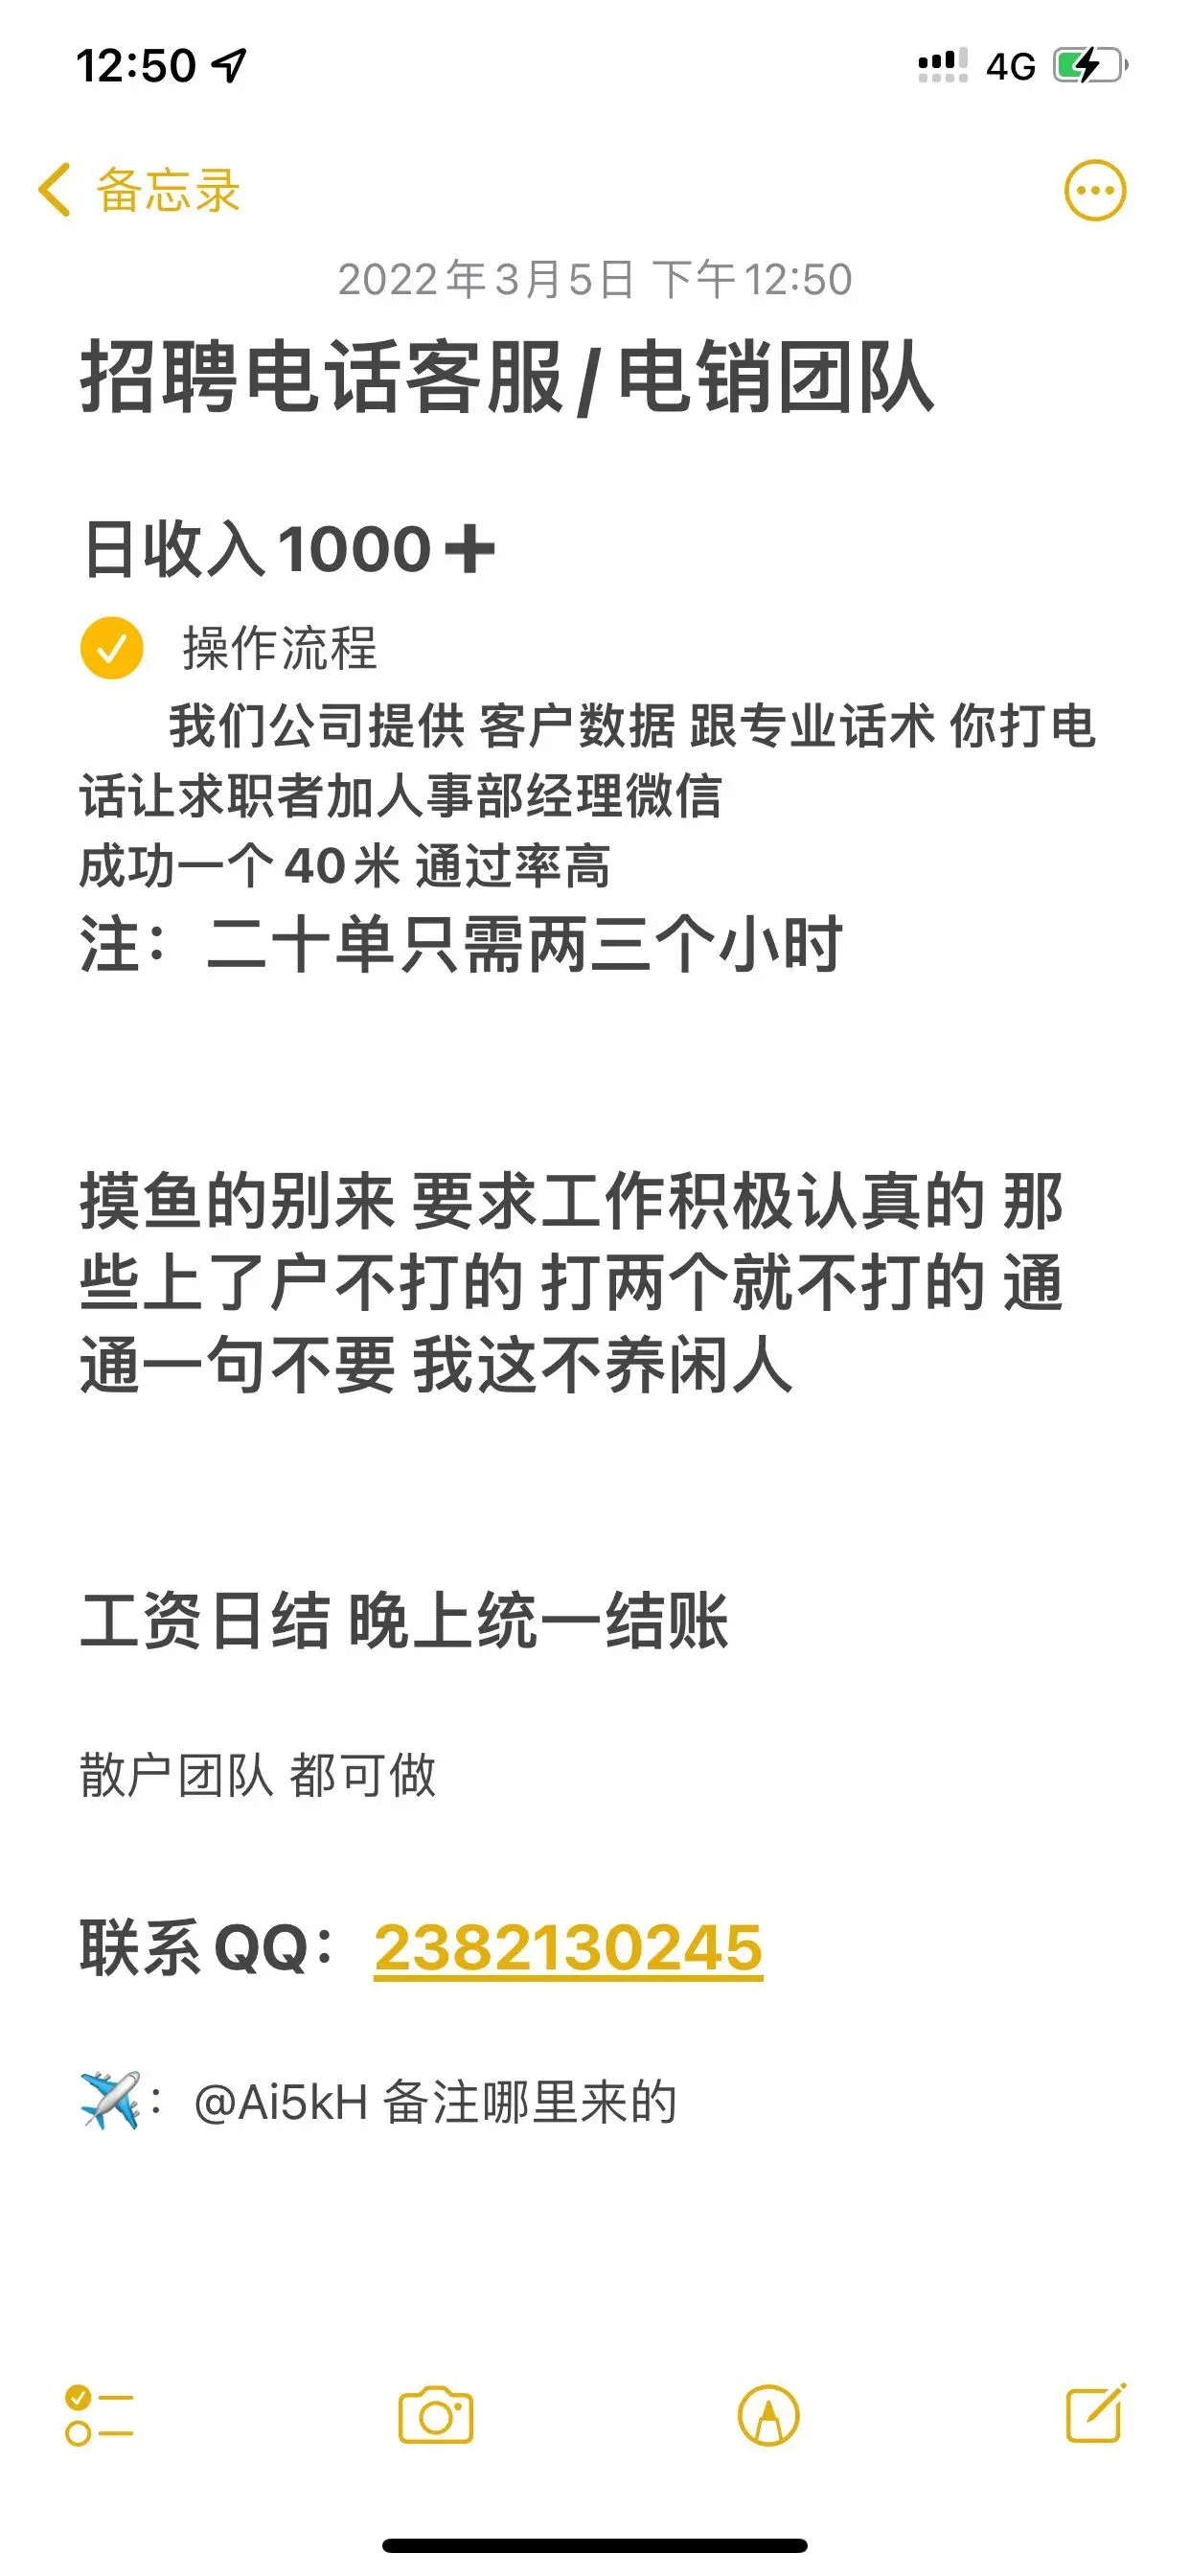 12:50
4G
备忘录
2022年3月5日 下午12:50
招聘电话客服/电销团队
日收入1000➕
操作流程
我们公司提供 客户数据 跟专业话术 你打电
话让求职者加人事部经理微信
成功一个40米 通过率高
注：二十单只需两三个小时
摸鱼的别来 要求工作积极认真的 那
些上了户不打的 打两个就不打的 通
通一句不要 我这不养闲人
工资日结 晚上统一结账
散户团队 都可做
联系QQ：2382130245
✈️：@Ai5kH 备注哪里来的